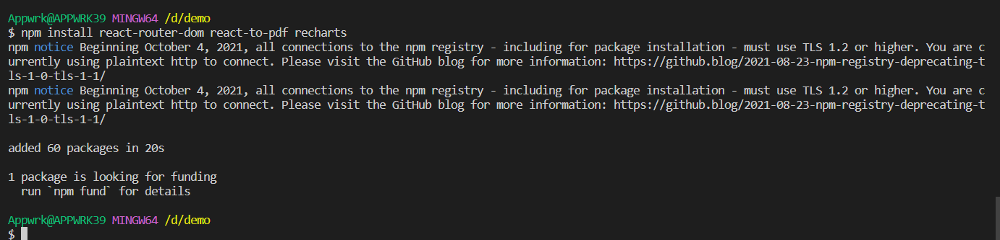 Appwrk@APPWRK39 MINGW64 /d/demo
$ npm install react-router-dom react-to-pdf recharts
npm notice Beginning October 4, 2021, all connections to the npm registry - including for package installation - must use TLS 1.2 or higher. You are c
urrently using plaintext http to connect. Please visit the GitHub blog for more information: https://github.blog/2021-08-23-npm-registry-deprecating-t
ls-1-0-tls-1-1/
npm notice Beginning October 4, 2021, all connections to the npm registry - including for package installation - must use TLS 1.2 or higher. You are c
urrently using plaintext http to connect. Please visit the GitHub blog for more information: https://github.blog/2021-08-23-npm-registry-deprecating-t
ls-1-0-tls-1-1/
added 60 packages in 20s
1 package is looking for funding
  run `npm fund` for details
Appwrk@APPWRK39 MINGW64 /d/demo
$